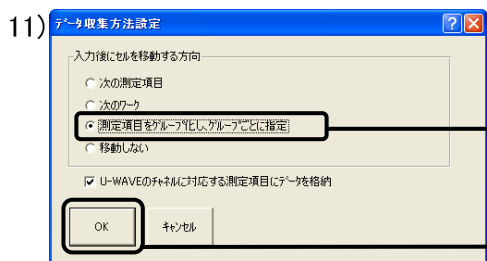 11)
データ収集方法設定
入力後にセルを移動する方向
次の測定項目
次のワーク
測定項目をグループ化し、グループごとに指定
移動しない
U-WAVEのチャネルに対応する測定項目にデータを格納
OK
キャンセル